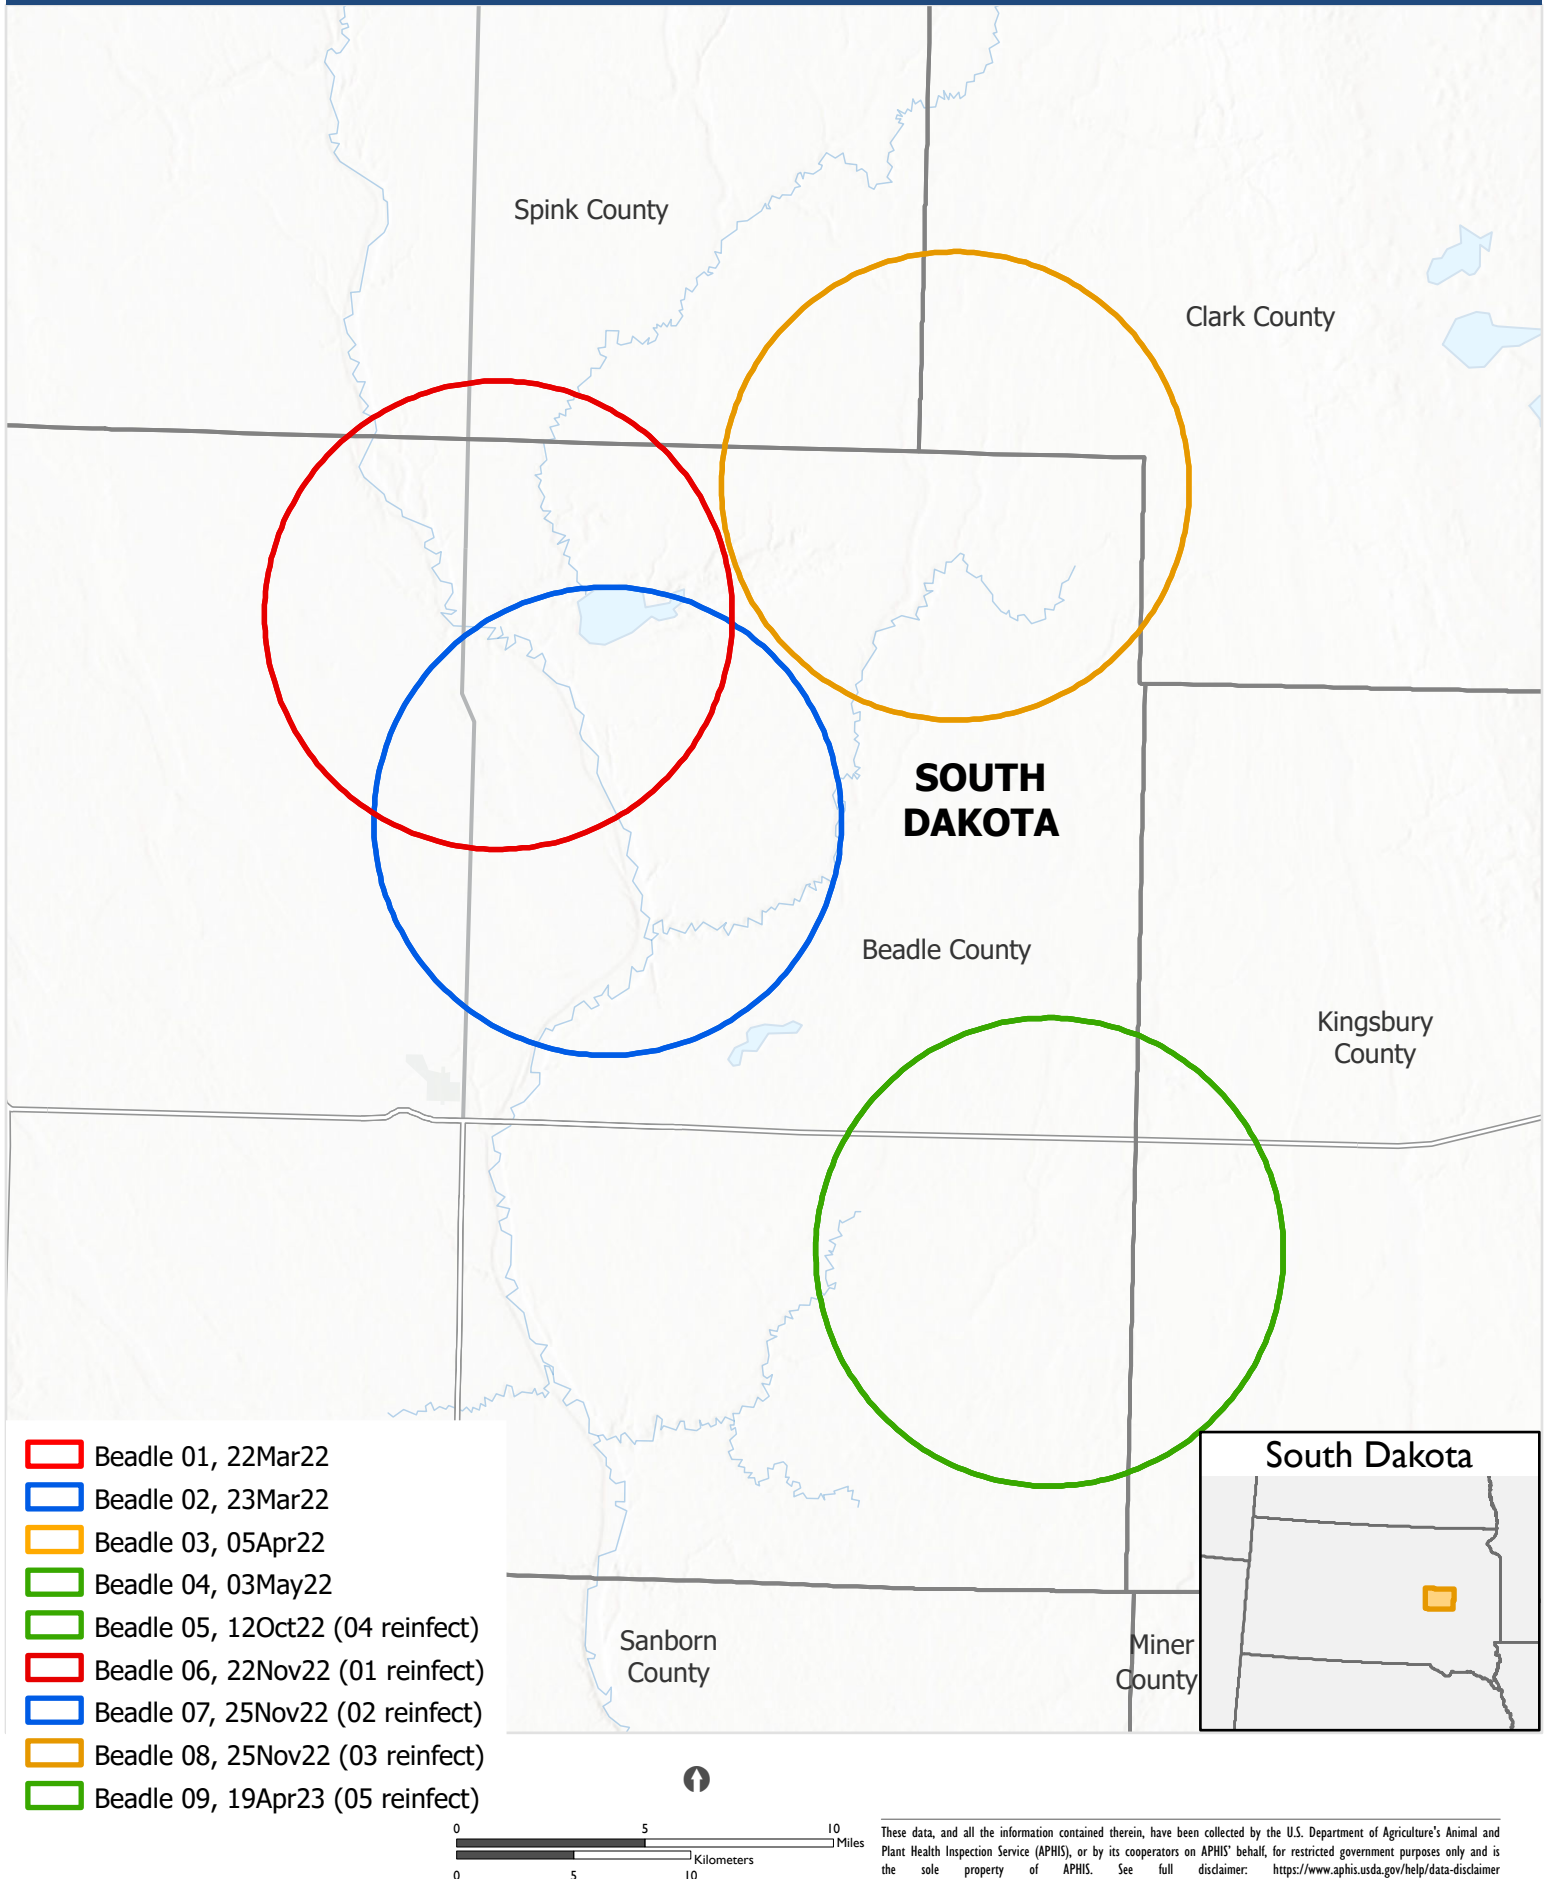 Spink County
Clark County
SOUTH
DAKOTA
Beadle County
Kingsbury
County
Sanborn
County
Miner
County
Beadle 01, 22Mar22
Beadle 02, 23Mar22
Beadle 03, 05Apr22
Beadle 04, 03May22
Beadle 05, 12Oct22 (04 reinfect)
Beadle 06, 22Nov22 (01 reinfect)
Beadle 07, 25Nov22 (02 reinfect)
Beadle 08, 25Nov22 (03 reinfect)
Beadle 09, 19Apr23 (05 reinfect)
South Dakota
0 5 10
Miles
Kilometers
0 5 10
These data, and all the information contained therein, have been collected by the U.S. Department of Agriculture's Animal and
Plant Health Inspection Service (APHIS), or by its cooperators on APHIS' behalf, for restricted government purposes only and is
the sole property of APHIS. See full disclaimer: https://www.aphis.usda.gov/help/data-disclaimer